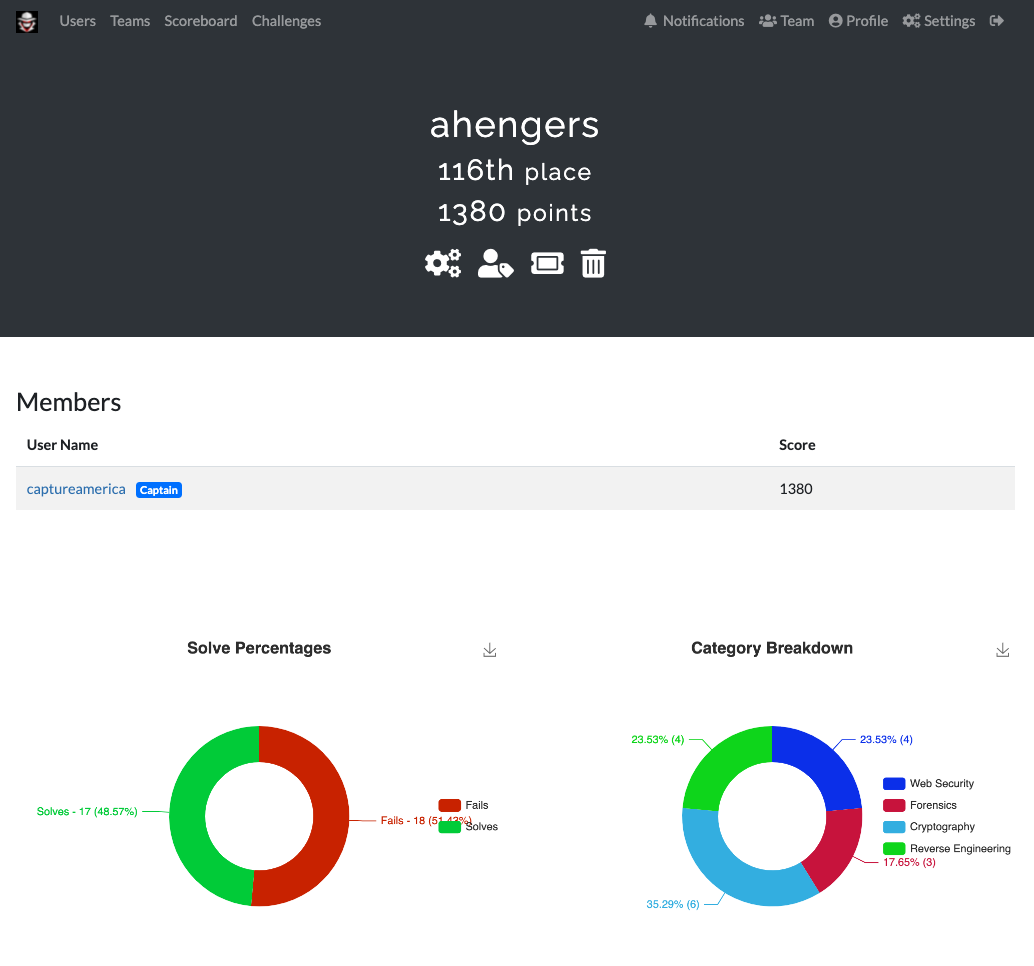 Users Teams Scoreboard Challenges Notifications Team Profile Settings
ahengers
116th place
1380 points
Members
User Name Score
captureamerica Captain 1380
Solve Percentages
Solves - 17 (48.57%)
Fails - 18 (51.43%)
Fails
Solves
Category Breakdown
23.53% (4)
23.53% (4)
35.29% (6)
17.65% (3)
Web Security
Forensics
Cryptography
Reverse Engineering